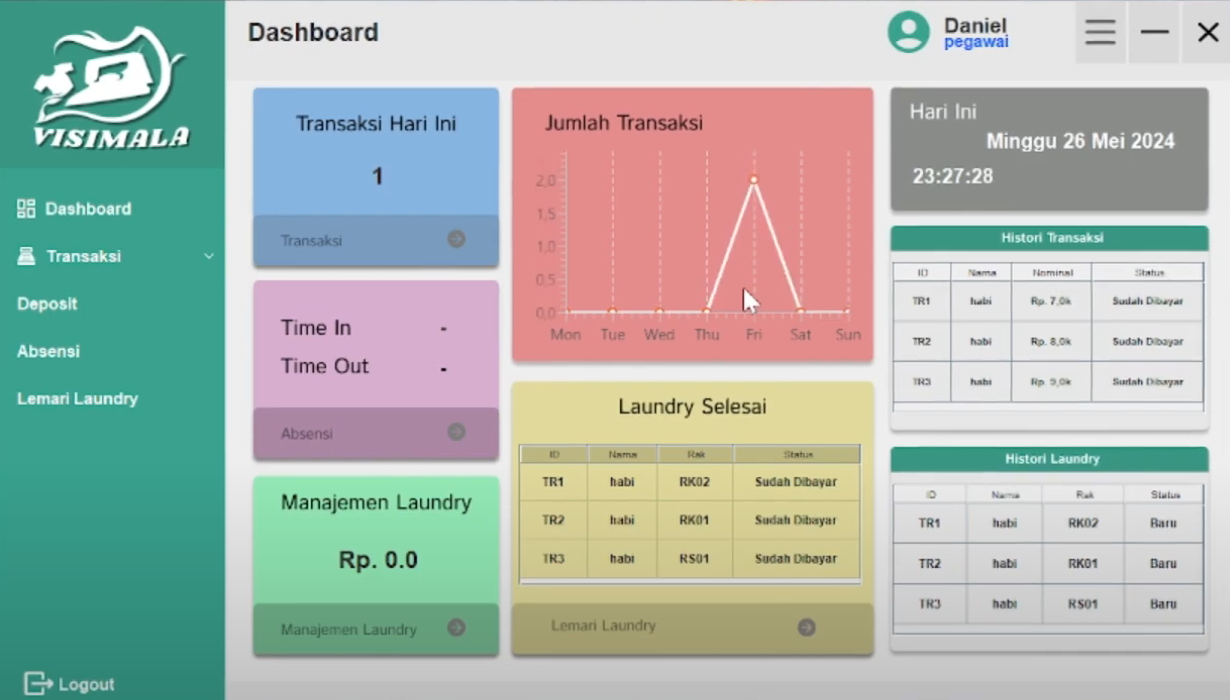 VISIMALA
Dashboard
Transaksi
Deposit
Absensi
Lemari Laundry
Logout
Dashboard
Daniel
pegawai
Transaksi Hari Ini
1
Transaksi
Time In -
Time Out -
Absensi
Manajemen Laundry
Rp. 0.0
Manajemen Laundry
Jumlah Transaksi
2,0
1,5
1,0
0,5
0,0
Mon Tue Wed Thu Fri Sat Sun
Laundry Selesai
ID Nama Rak Status
TR1 habi RK02 Sudah Dibayar
TR2 habi RK01 Sudah Dibayar
TR3 habi RS01 Sudah Dibayar
Lemari Laundry
Hari Ini
Minggu 26 Mei 2024
23:27:28
Histori Transaksi
ID Nama Nominal Status
TR1 habi Rp. 7,0k Sudah Dibayar
TR2 habi Rp. 8,0k Sudah Dibayar
TR3 habi Rp. 9,0k Sudah Dibayar
Histori Laundry
ID Nama Rak Status
TR1 habi RK02 Baru
TR2 habi RK01 Baru
TR3 habi RS01 Baru